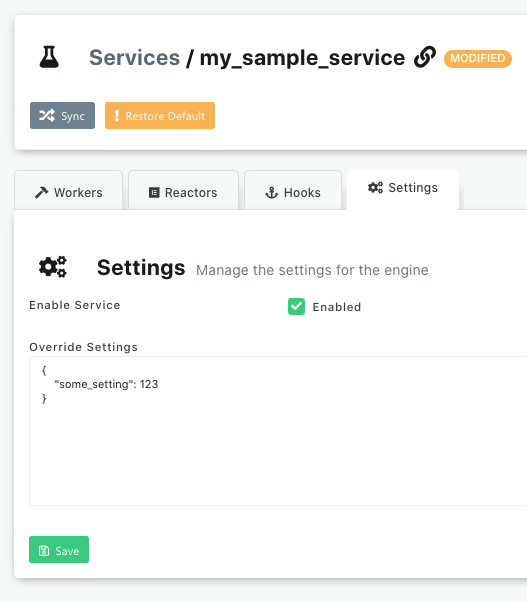 Services / my_sample_service MODIFIED
Sync ! Restore Default
Workers Reactors Hooks Settings
Settings Manage the settings for the engine
Enable Service Enabled
Override Settings
{
    "some_setting": 123
}
Save